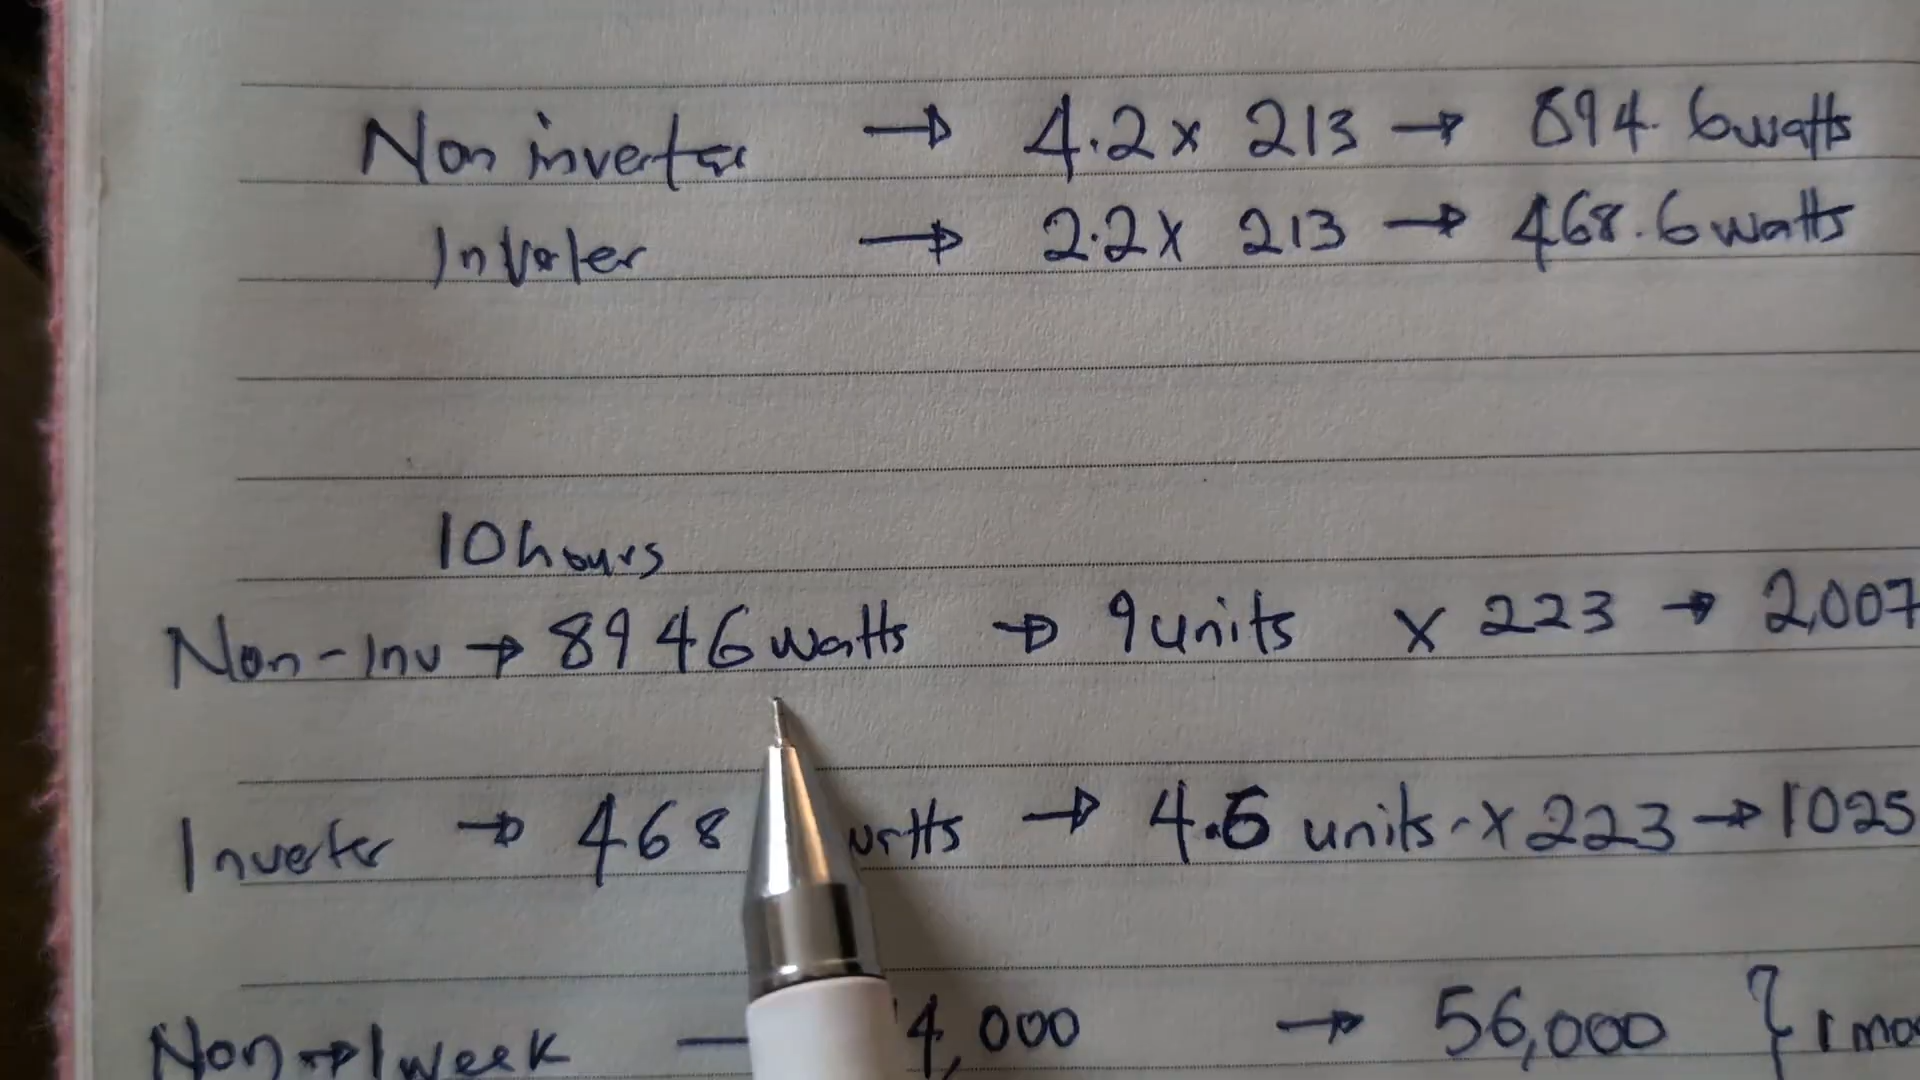 Non inverter → 4.2 x 213 → 894.6 watts
Inverter → 2.2 x 213 → 468.6 watts
10 hours
Non-Inv → 8946 watts → 9 units x 223 → 2,007
Inverter → 468 watts → 4.6 units x 223 → 1025
Non → 1 week 4,000 → 56,000 } 1 mo